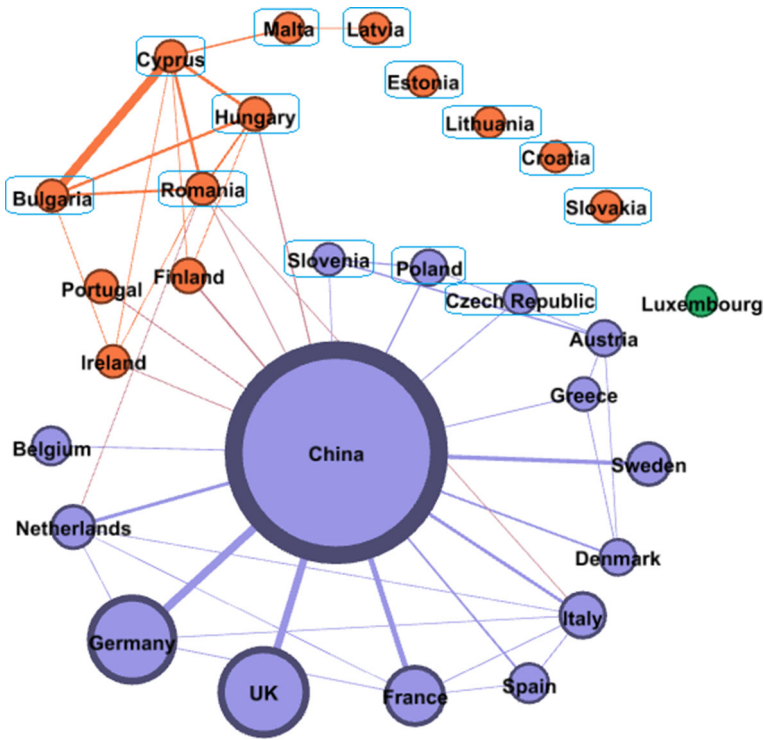 Malta
Latvia
Cyprus
Estonia
Hungary
Lithuania
Croatia
Romania
Bulgaria
Slovakia
Slovenia
Poland
Finland
Portugal
Czech Republic
Luxembourg
Austria
Ireland
Greece
Belgium
China
Sweden
Netherlands
Denmark
Italy
Germany
Spain
UK
France